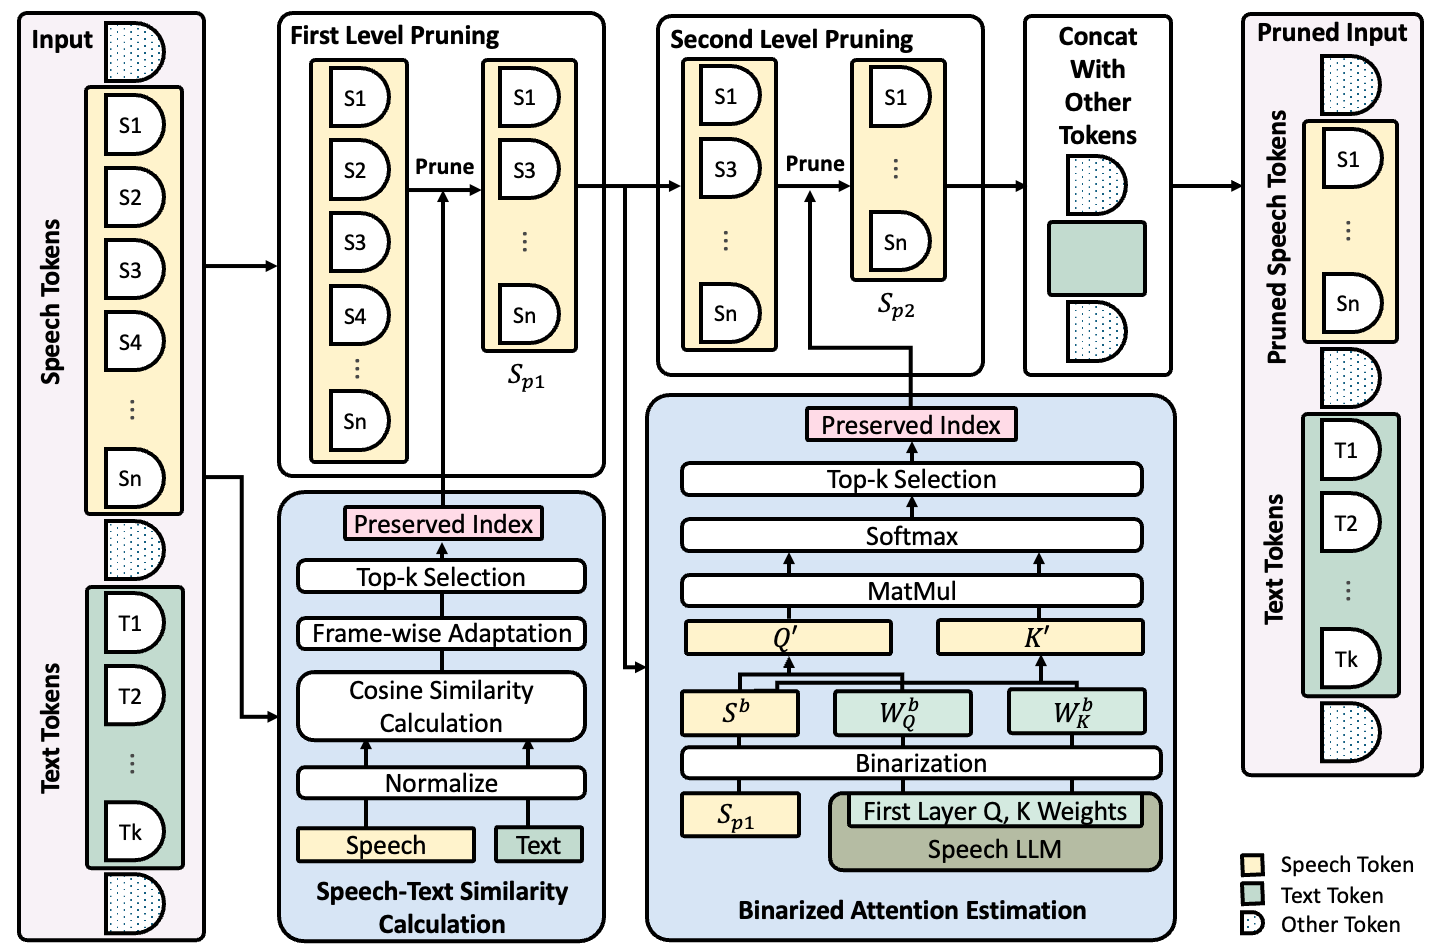 Input
Speech Tokens
S1
S2
S3
S4
⋮
Sn
Text Tokens
T1
T2
⋮
Tk
First Level Pruning
S1
S2
S3
S4
⋮
Sn
Prune
S1
S3
⋮
Sn
S_{p1}
Speech-Text Similarity
Calculation
Preserved Index
Top-k Selection
Frame-wise Adaptation
Cosine Similarity
Calculation
Normalize
Speech
Text
Second Level Pruning
S1
S3
⋮
Sn
Prune
S1
⋮
Sn
S_{p2}
Preserved Index
Top-k Selection
Softmax
MatMul
Q′
K′
S^b
W_Q^b
W_K^b
Binarization
S_{p1}
First Layer Q, K Weights
Speech LLM
Binarized Attention Estimation
Concat
With
Other
Tokens
Pruned Input
Pruned Speech Tokens
S1
⋮
Sn
Text Tokens
T1
T2
⋮
Tk
Speech Token
Text Token
Other Token